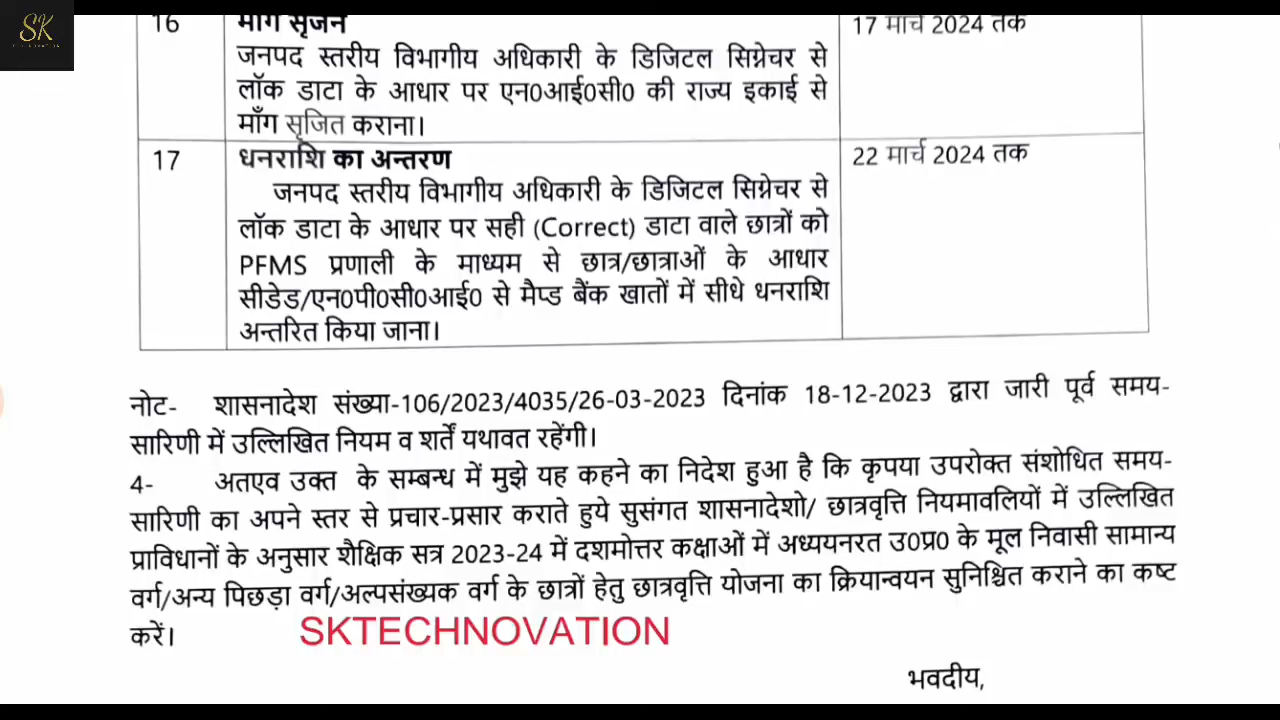 SK
16 माँग सृजन 17 मार्च 2024 तक
जनपद स्तरीय विभागीय अधिकारी के डिजिटल सिग्नेचर से
लॉक डाटा के आधार पर एन0आई0सी0 की राज्य इकाई से
माँग सृजित कराना।
17 धनराशि का अन्तरण 22 मार्च 2024 तक
जनपद स्तरीय विभागीय अधिकारी के डिजिटल सिग्नेचर से
लॉक डाटा के आधार पर सही (Correct) डाटा वाले छात्रों को
PFMS प्रणाली के माध्यम से छात्र/छात्राओं के आधार
सीडेड/एन0पी0सी0आई0 से मैप्ड बैंक खातों में सीधे धनराशि
अन्तरित किया जाना।
नोट- शासनादेश संख्या-106/2023/4035/26-03-2023 दिनांक 18-12-2023 द्वारा जारी पूर्व समय-
सारिणी में उल्लिखित नियम व शर्तें यथावत रहेंगी।
4- अतएव उक्त के सम्बन्ध में मुझे यह कहने का निदेश हुआ है कि कृपया उपरोक्त संशोधित समय-
सारिणी का अपने स्तर से प्रचार-प्रसार कराते हुये सुसंगत शासनादेशो/ छात्रवृत्ति नियमावलियों में उल्लिखित
प्राविधानों के अनुसार शैक्षिक सत्र 2023-24 में दशमोत्तर कक्षाओं में अध्ययनरत उ0प्र0 के मूल निवासी सामान्य
वर्ग/अन्य पिछड़ा वर्ग/अल्पसंख्यक वर्ग के छात्रों हेतु छात्रवृत्ति योजना का क्रियान्वयन सुनिश्चित कराने का कष्ट
करें। SKTECHNOVATION
भवदीय,